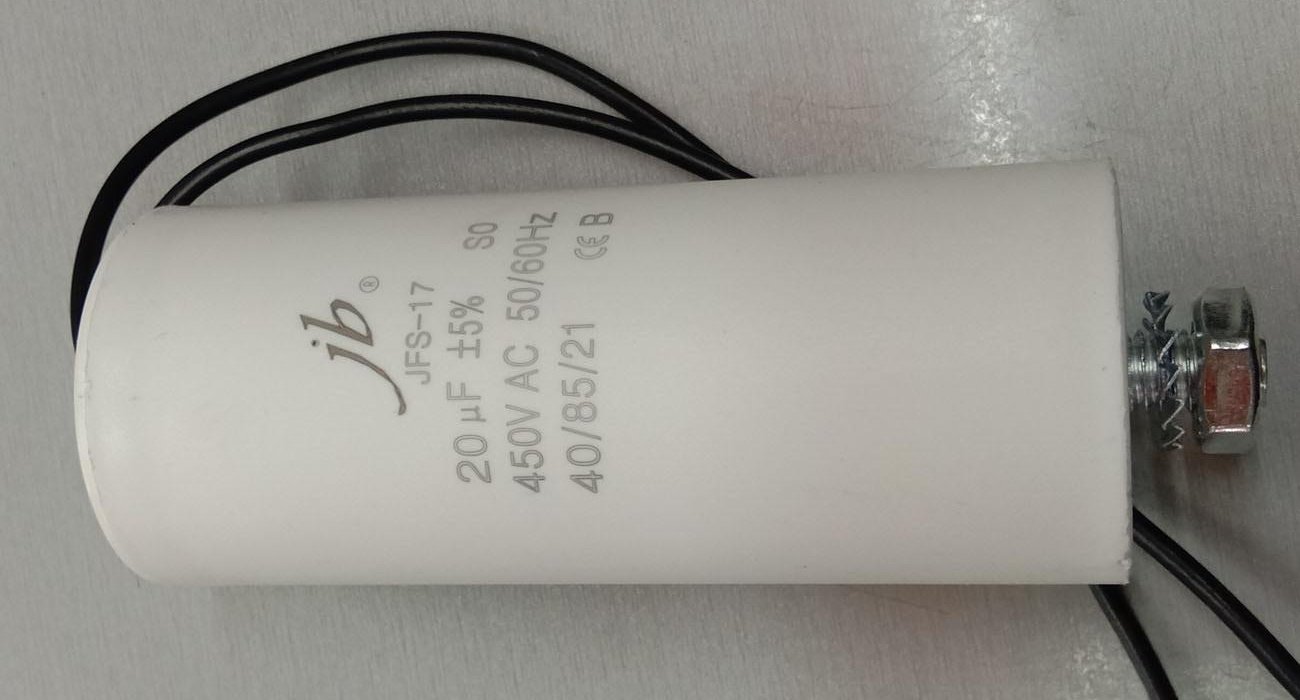 jb®
JFS-17
20 µF ±5% S0
450V AC 50/60Hz
40/85/21 CE B